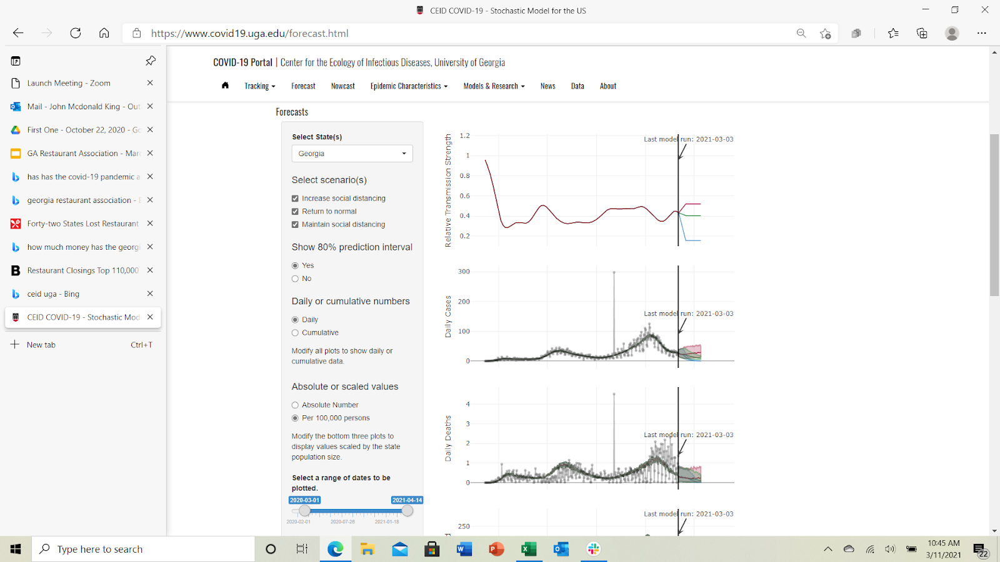 CEID COVID-19 - Stochastic Model for the US
https://www.covid19.uga.edu/forecast.html
Launch Meeting - Zoom
Mail - John Mcdonald King - Out
First One - October 22, 2020 - Go
GA Restaurant Association - Mar
has has the covid-19 pandemic a
georgia restaurant association -
Forty-two States Lost Restaurant
how much money has the georgi
Restaurant Closings Top 110,000
ceid uga - Bing
CEID COVID-19 - Stochastic Mod
New tab Ctrl+T
COVID-19 Portal | Center for the Ecology of Infectious Diseases, University of Georgia
Tracking Forecast Nowcast Epidemic Characteristics Models & Research News Data About
Forecasts
Select State(s)
Georgia
Select scenario(s)
Increase social distancing
Return to normal
Maintain social distancing
Show 80% prediction interval
Yes
No
Daily or cumulative numbers
Daily
Cumulative
Modify all plots to show daily or
cumulative data.
Absolute or scaled values
Absolute Number
Per 100,000 persons
Modify the bottom three plots to
display values scaled by the state
population size.
Select a range of dates to be
plotted.
2020-03-01 2021-04-14
2020-02-01 2020-07-26 2021-01-18
Relative Transmission Strength
1.2
1
0.8
0.6
0.4
0.2
Last model run: 2021-03-03
Daily Cases
300
200
100
0
Last model run: 2021-03-03
Daily Deaths
4
3
2
1
0
Last model run: 2021-03-03
250
Last model run: 2021-03-03
Type here to search
10:45 AM
3/11/2021
22